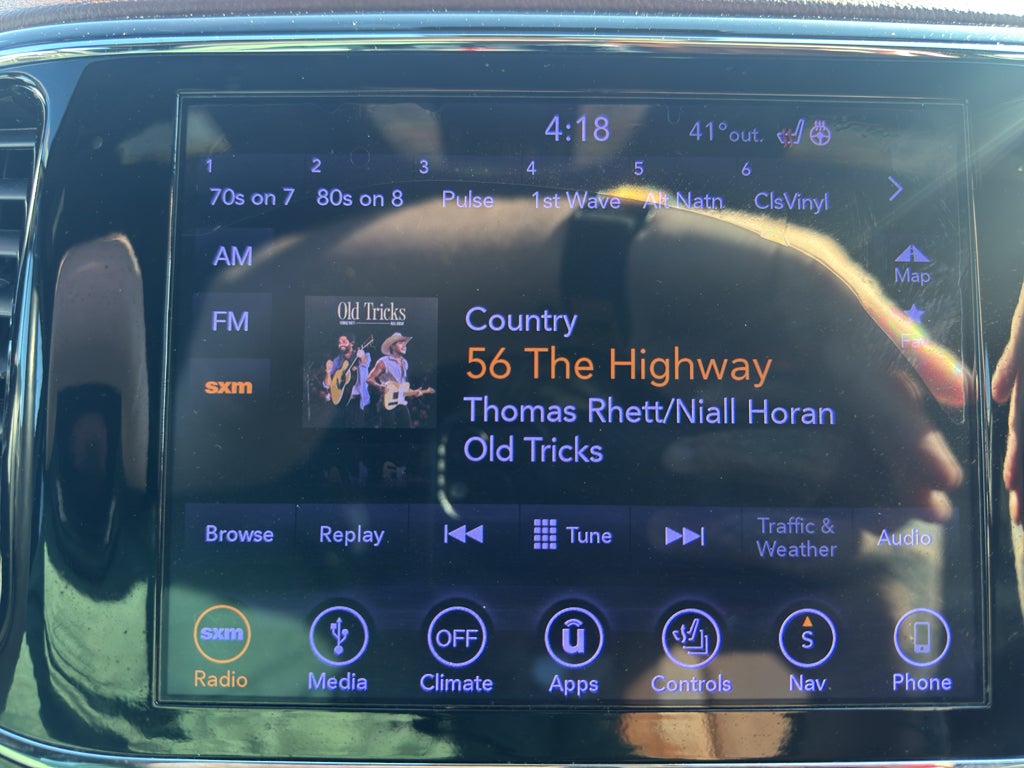 4:18 41° out.
1 2 3 4 5 6
70s on 7 80s on 8 Pulse 1st Wave Alt Natn ClsVinyl
AM
Map
FM
Fav
sxm
Old Tricks
Country
56 The Highway
Thomas Rhett/Niall Horan
Old Tricks
Browse Replay Tune Traffic & Weather Audio
sxm OFF ū S
Radio Media Climate Apps Controls Nav Phone